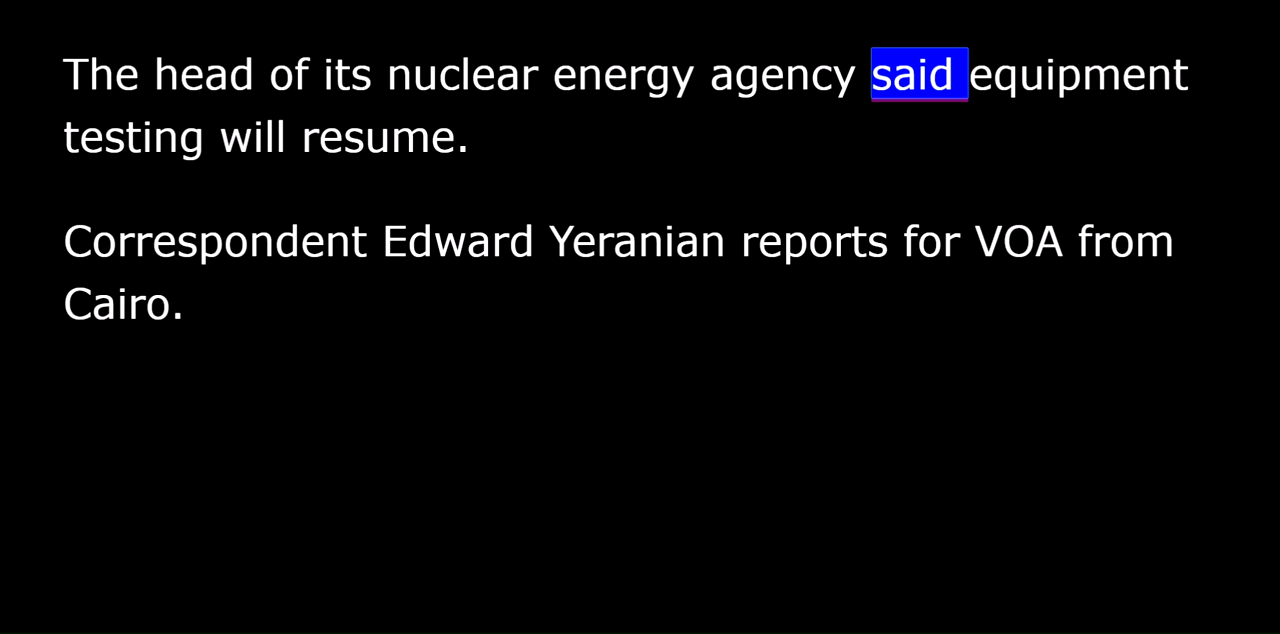 The head of its nuclear energy agency said equipment
testing will resume.
Correspondent Edward Yeranian reports for VOA from
Cairo.